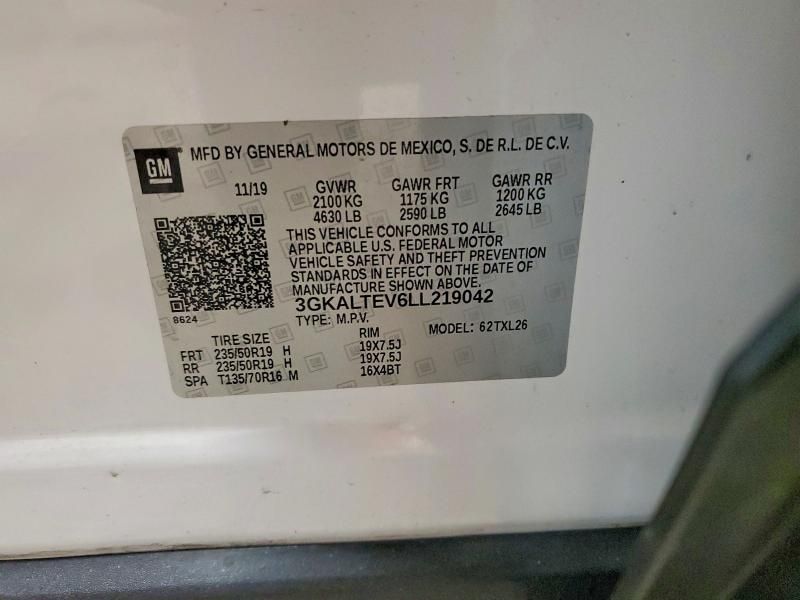 GM
MFD BY GENERAL MOTORS DE MEXICO, S. DE R.L. DE C.V.
11/19 GVWR GAWR FRT GAWR RR
2100 KG 1175 KG 1200 KG
4630 LB 2590 LB 2645 LB
THIS VEHICLE CONFORMS TO ALL
APPLICABLE U.S. FEDERAL MOTOR
VEHICLE SAFETY AND THEFT PREVENTION
STANDARDS IN EFFECT ON THE DATE OF
MANUFACTURE SHOWN ABOVE.
8624
3GKALTEV6LL219042
TYPE: M.P.V. MODEL: 62TXL26
TIRE SIZE RIM
FRT 235/50R19 H 19X7.5J
RR 235/50R19 H 19X7.5J
SPA T135/70R16 M 16X4BT